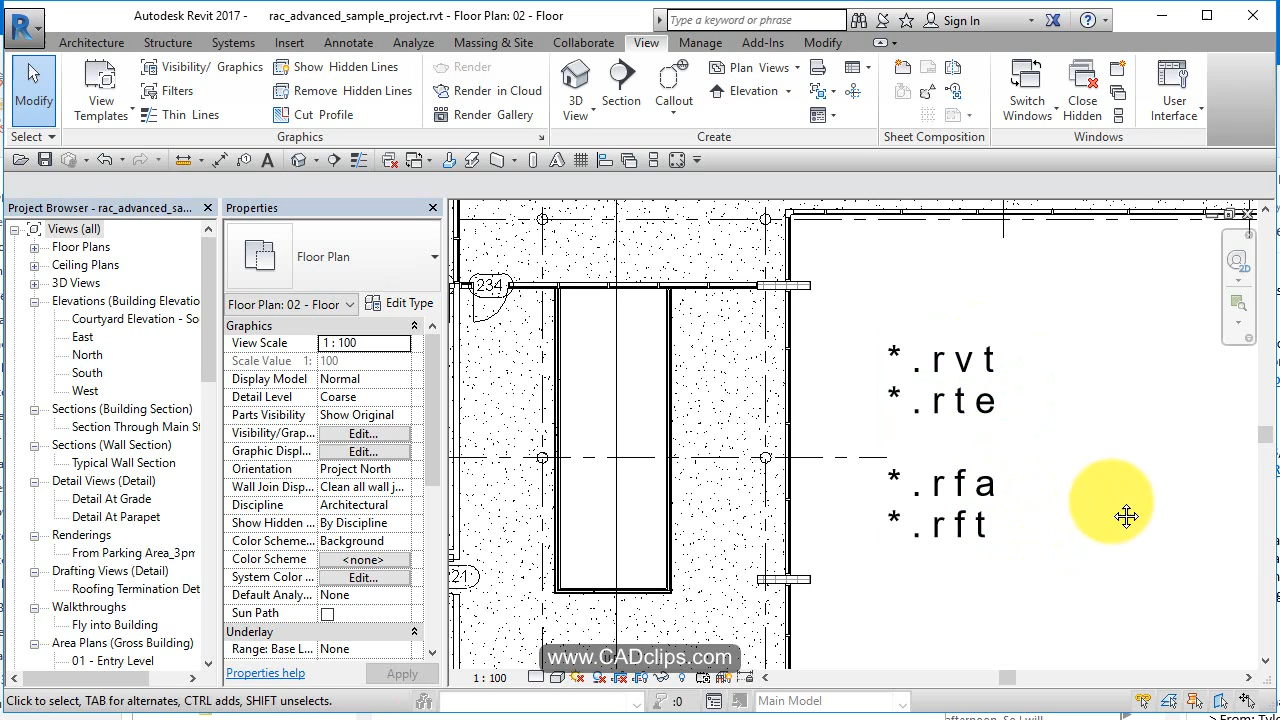 Autodesk Revit 2017 - rac_advanced_sample_project.rvt - Floor Plan: 02 - Floor
Type a keyword or phrase
Sign In
Architecture Structure Systems Insert Annotate Analyze Massing & Site Collaborate View Manage Add-Ins Modify
Modify
View Templates
Visibility/ Graphics
Filters
Thin Lines
Show Hidden Lines
Remove Hidden Lines
Cut Profile
Render
Render in Cloud
Render Gallery
3D View
Section
Callout
Plan Views
Elevation
Switch Windows
Close Hidden
User Interface
Select
Graphics
Create
Sheet Composition
Windows
Project Browser - rac_advanced_sa...
Views (all)
Floor Plans
Ceiling Plans
3D Views
Elevations (Building Elevatio
Courtyard Elevation - So
East
North
South
West
Sections (Building Section)
Section Through Main St
Sections (Wall Section)
Typical Wall Section
Detail Views (Detail)
Detail At Grade
Detail At Parapet
Renderings
From Parking Area_3pm
Drafting Views (Detail)
Roofing Termination Det
Walkthroughs
Fly into Building
Area Plans (Gross Building)
01 - Entry Level
Properties
Floor Plan
Floor Plan: 02 - Floor
Edit Type
Graphics
View Scale 1 : 100
Scale Value 1: 100
Display Model Normal
Detail Level Coarse
Parts Visibility Show Original
Visibility/Grap... Edit...
Graphic Displ... Edit...
Orientation Project North
Wall Join Displ... Clean all wall j...
Discipline Architectural
Show Hidden ... By Discipline
Color Scheme... Background
Color Scheme <none>
System Color ... Edit...
Default Analy... None
Sun Path
Underlay
Range: Base L... None
Properties help
Apply
234
21
2D
*.rvt
*.rte
*.rfa
*.rft
www.CADclips.com
1 : 100
Click to select, TAB for alternates, CTRL adds, SHIFT unselects.
:0
Main Model